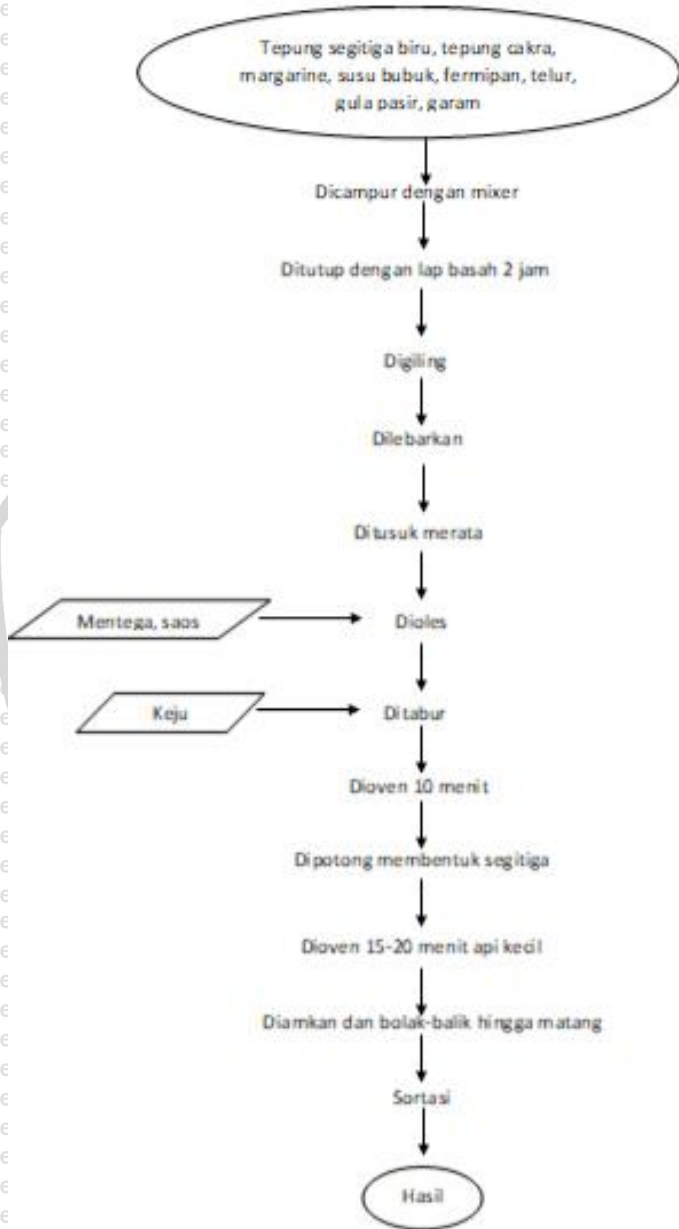 Tepung segitiga biru, tepung cakra,
margarine, susu bubuk, fermipan, telur,
gula pasir, garam
Dicampur dengan mixer
Ditutup dengan lap basah 2 jam
Digiling
Dilebarkan
Ditusuk merata
Mentega, saos
Dioles
Keju
Ditabur
Dioven 10 menit
Dipotong membentuk segitiga
Dioven 15-20 menit api kecil
Diamkan dan bolak-balik hingga matang
Sortasi
Hasil